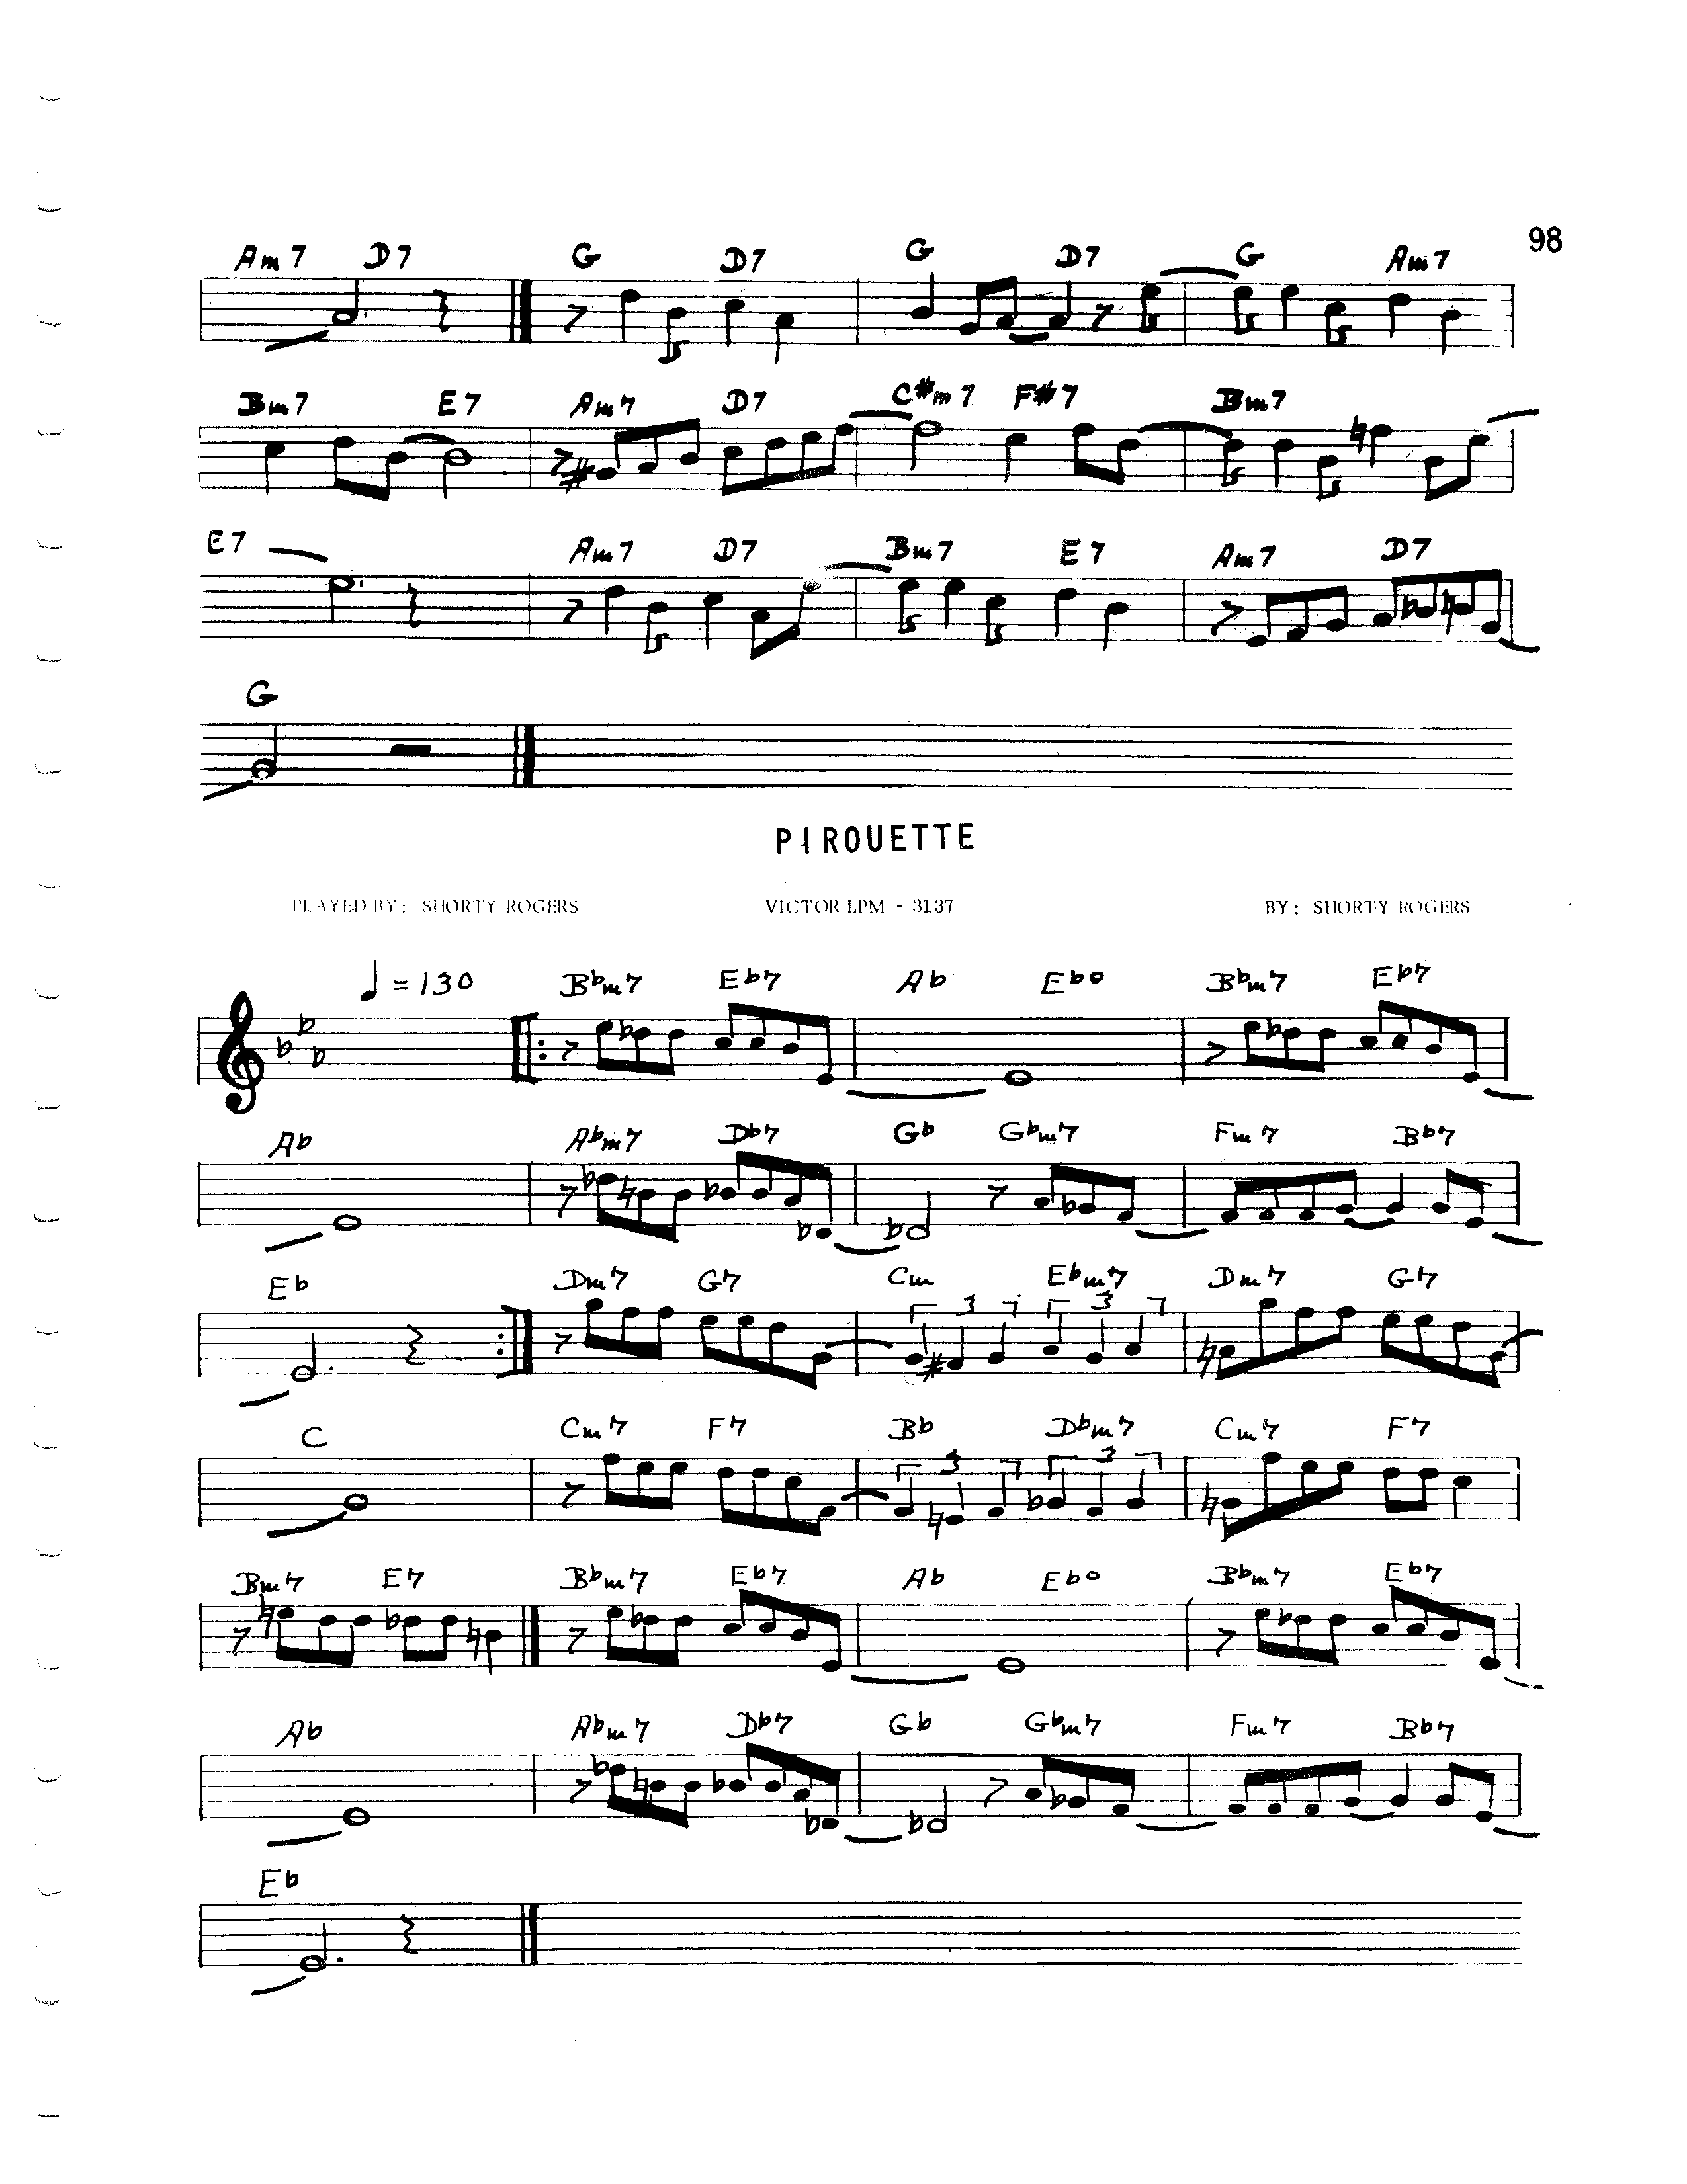 98
Am7 D7 G D7 G D7 G Am7
Bm7 E7 Am7 D7 C#m7 F#7 Bm7
E7 Am7 D7 Bm7 E7 Am7 D7
G
PIROUETTE
PLAYED BY: SHORTY ROGERS VICTOR LPM - 3137 BY: SHORTY ROGERS
♩ = 130 B♭m7 E♭7 A♭ E♭° B♭m7 E♭7
A♭ A♭m7 D♭7 G♭ G♭m7 Fm7 B♭7
E♭ Dm7 G7 Cm E♭m7 Dm7 G7
3 3
C Cm7 F7 B♭ D♭m7 Cm7 F7
3 3
Bm7 E7 B♭m7 E♭7 A♭ E♭° B♭m7 E♭7
A♭ A♭m7 D♭7 G♭ G♭m7 Fm7 B♭7
E♭